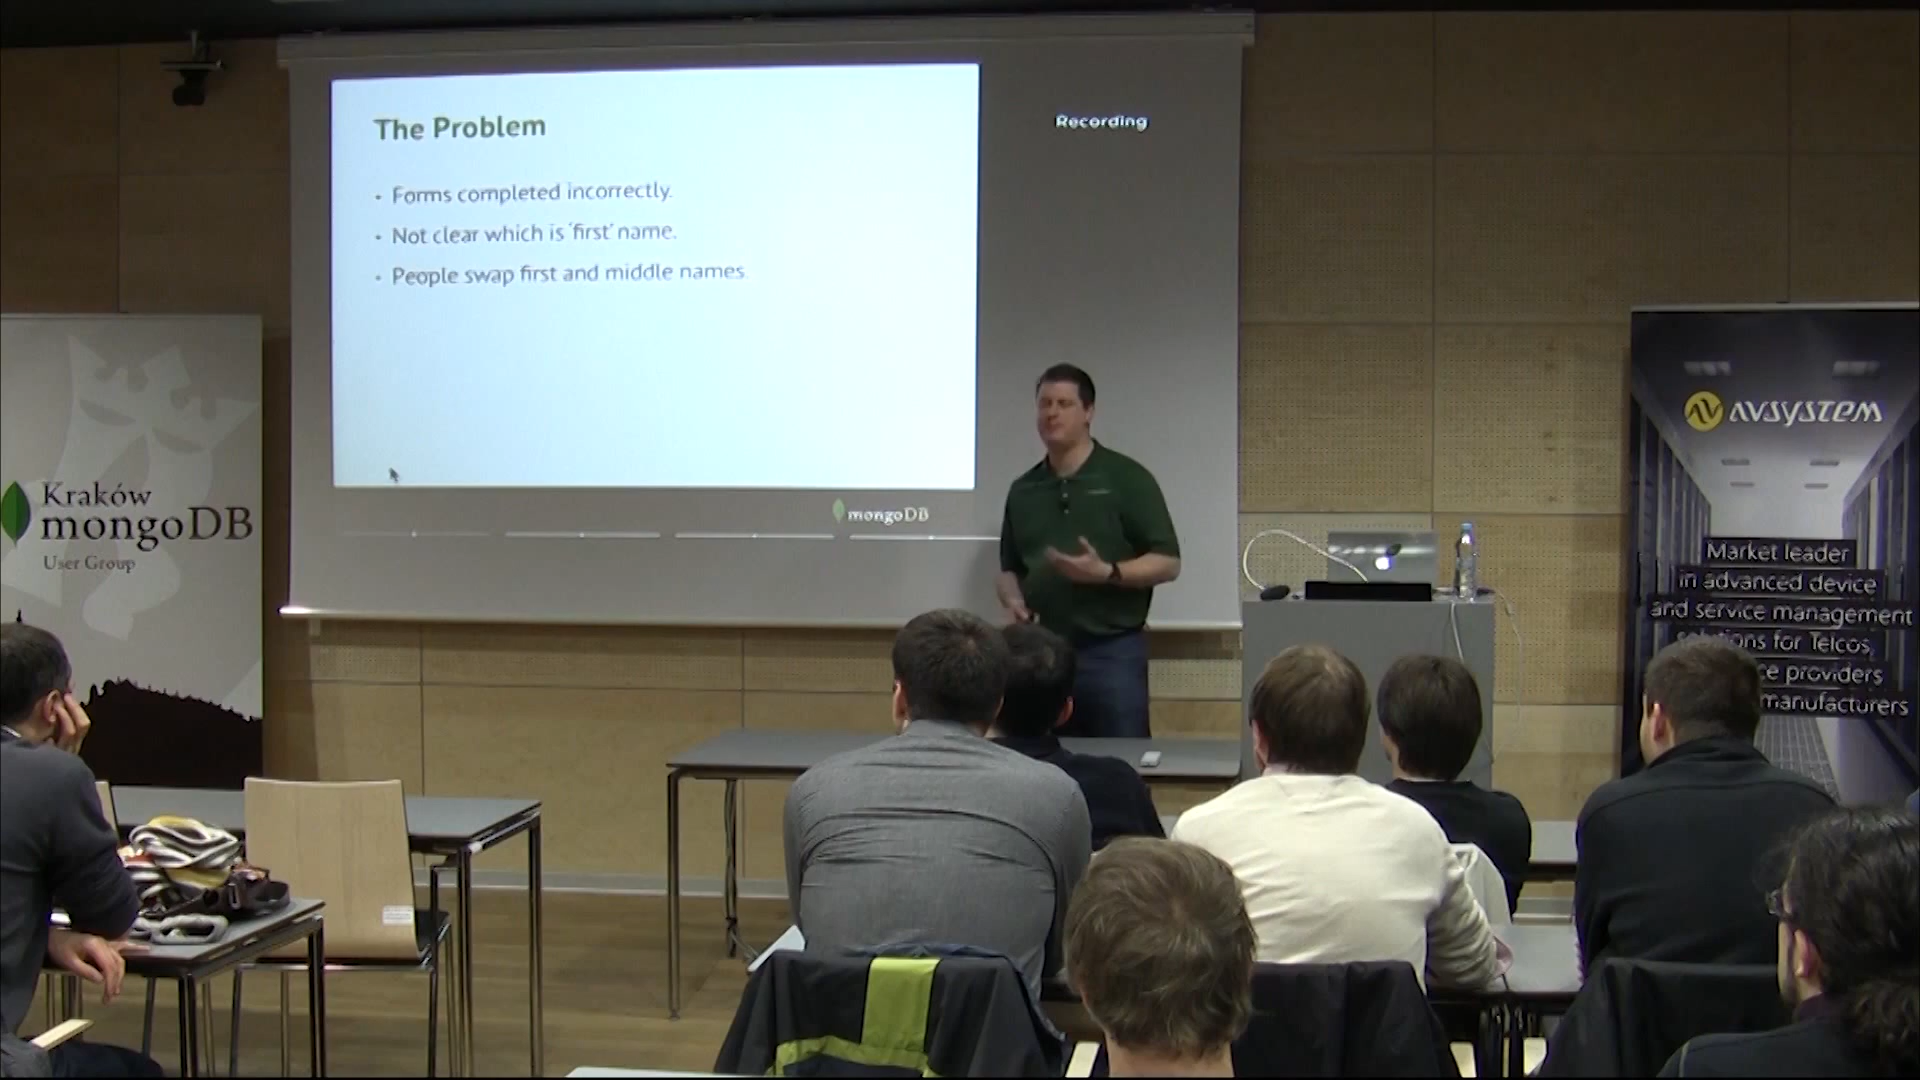 The Problem
• Forms completed incorrectly.
• Not clear which is 'first' name.
• People swap first and middle names.
Recording
mongoDB
Kraków
mongoDB
User Group
AVSYSTEM
Market leader
in advanced device
and service management
solutions for Telcos,
providers
manufacturers